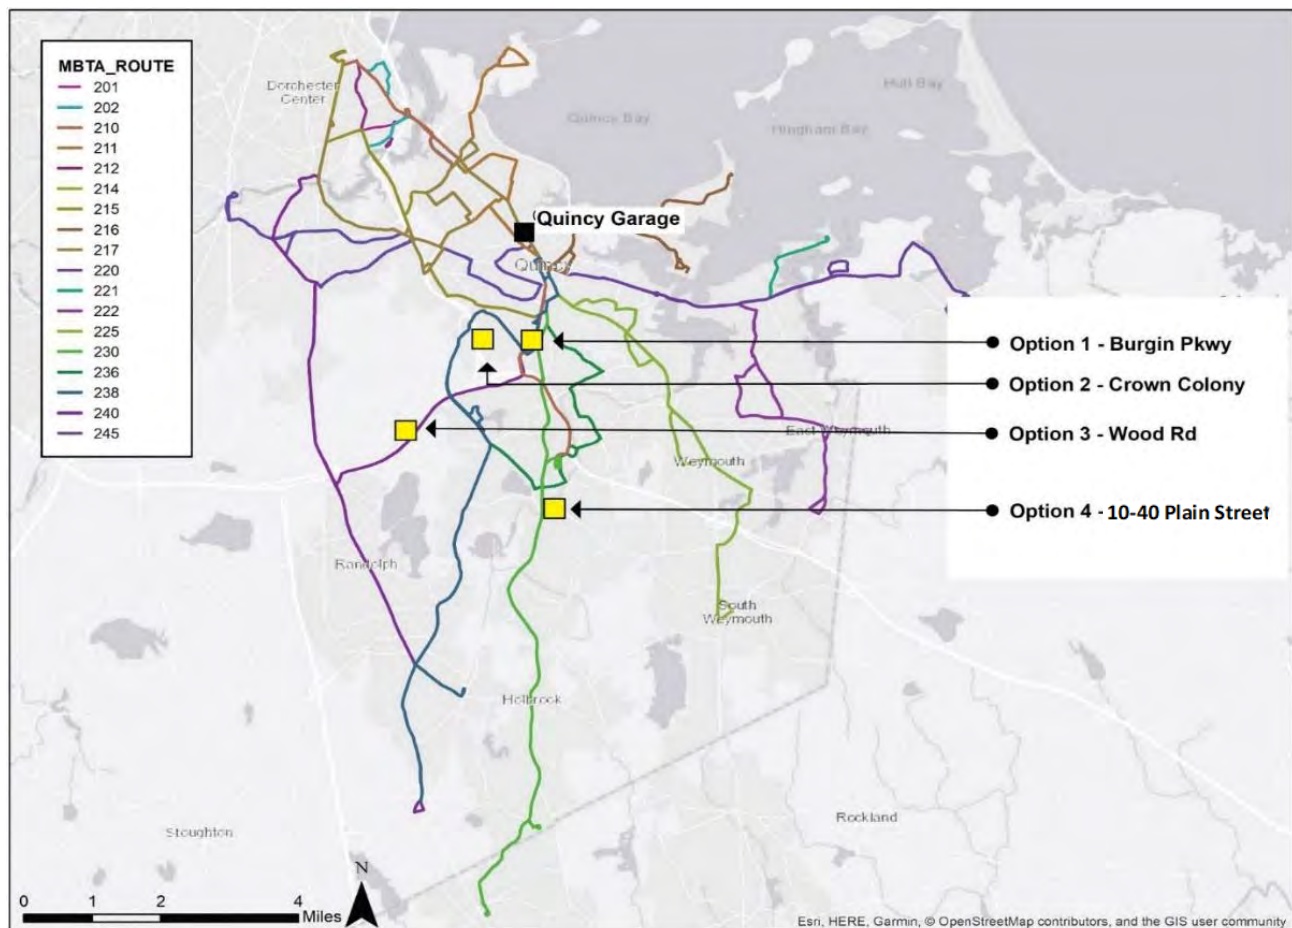 MBTA_ROUTE
201
202
210
211
212
214
215
216
217
220
221
222
225
230
236
238
240
245
Dorchester
Center
Quincy Bay
Hull Bay
Hingham Bay
Quincy Garage
Quincy
Option 1 - Burgin Pkwy
Option 2 - Crown Colony
Option 3 - Wood Rd
Option 4 - 10-40 Plain Street
East Weymouth
Weymouth
Randolph
South
Weymouth
Holbrook
Stoughton
Rockland
N
0 1 2 4
Miles
Esri, HERE, Garmin, © OpenStreetMap contributors, and the GIS user community